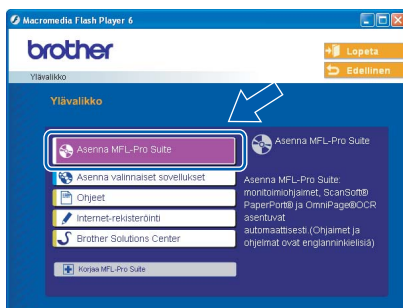 Macromedia Flash Player 6
brother
Lopeta
Edellinen
Ylävalikko
Ylävalikko
Asenna MFL-Pro Suite
Asenna valinnaiset sovellukset
Ohjeet
Internet-rekisteröinti
Brother Solutions Center
Korjaa MFL-Pro Suite
Asenna MFL-Pro Suite
Asenna MFL-Pro Suite:
monitoimiohjaimet, ScanSoft®
PaperPort® ja OmniPage®OCR
asentuvat
automaattisesti.(Ohjaimet ja
ohjelmat ovat englanninkielisiä)